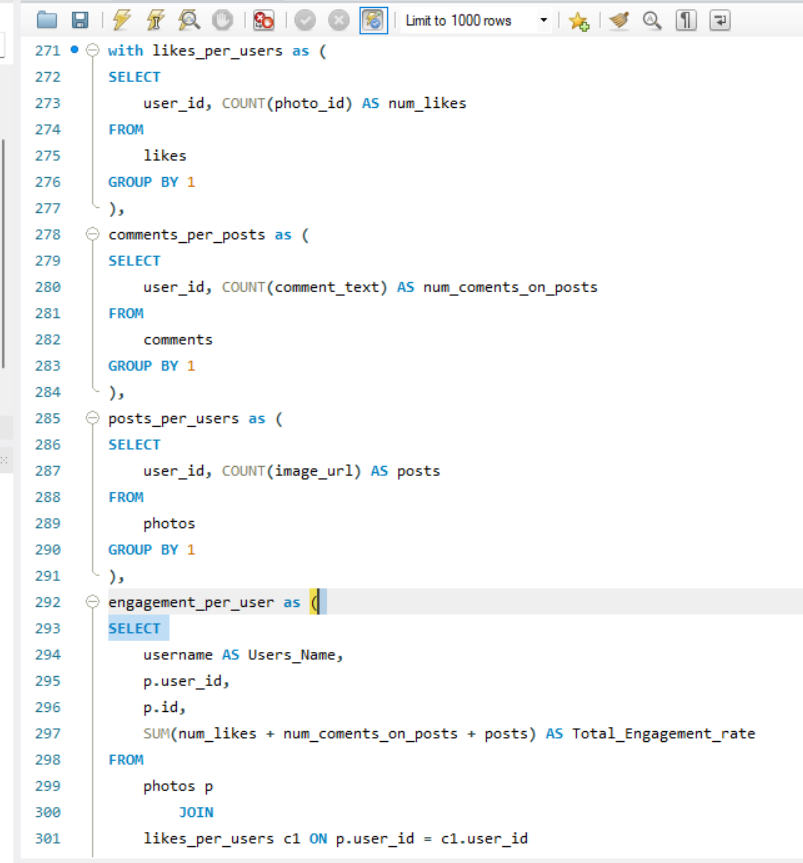 Limit to 1000 rows
271 with likes_per_users as (
272 SELECT
273 user_id, COUNT(photo_id) AS num_likes
274 FROM
275 likes
276 GROUP BY 1
277 ),
278 comments_per_posts as (
279 SELECT
280 user_id, COUNT(comment_text) AS num_coments_on_posts
281 FROM
282 comments
283 GROUP BY 1
284 ),
285 posts_per_users as (
286 SELECT
287 user_id, COUNT(image_url) AS posts
288 FROM
289 photos
290 GROUP BY 1
291 ),
292 engagement_per_user as (
293 SELECT
294 username AS Users_Name,
295 p.user_id,
296 p.id,
297 SUM(num_likes + num_coments_on_posts + posts) AS Total_Engagement_rate
298 FROM
299 photos p
300 JOIN
301 likes_per_users c1 ON p.user_id = c1.user_id